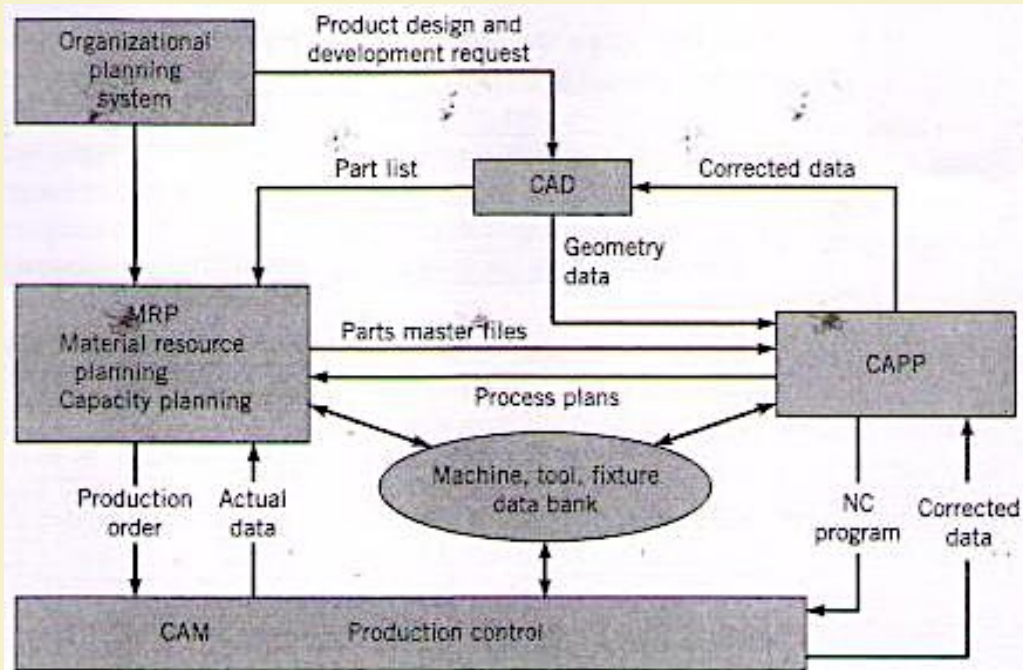 Organizational
planning
system
Product design and
development request
Part list
CAD
Corrected data
Geometry
data
MRP
Material resource
planning
Capacity planning
Parts master files
CAPP
Process plans
Machine, tool, fixture
data bank
Production
order
Actual
data
NC
program
Corrected
data
CAM
Production control